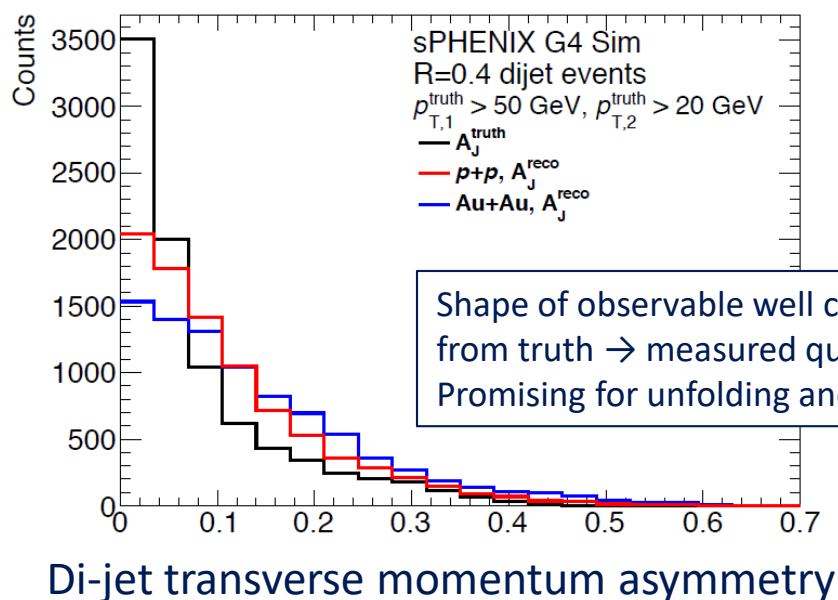 Counts
3500
3000
2500
2000
1500
1000
500
0
sPHENIX G4 Sim
R=0.4 dijet events
p_{T,1}^{truth} > 50 GeV, p_{T,2}^{truth} > 20 GeV
A_J^{truth}
p+p, A_J^{reco}
Au+Au, A_J^{reco}
Shape of observable well c
from truth → measured qu
Promising for unfolding an
0 0.1 0.2 0.3 0.4 0.5 0.6 0.7
Di-jet transverse momentum asymmetry